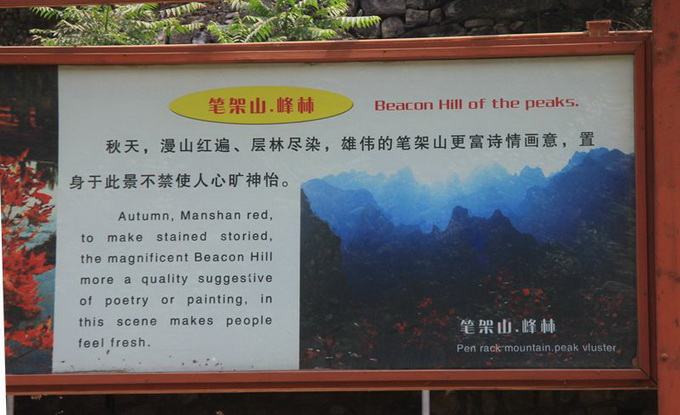 笔架山.峰林
Beacon Hill of the peaks.
秋天，漫山红遍、层林尽染，雄伟的笔架山更富诗情画意，置
身于此景不禁使人心旷神怡。
Autumn, Manshan red,
to make stained storied,
the magnificent Beacon Hill
more a quality suggestive
of poetry or painting, in
this scene makes people
feel fresh.
笔架山.峰林
Pen rack mountain.peak vluster